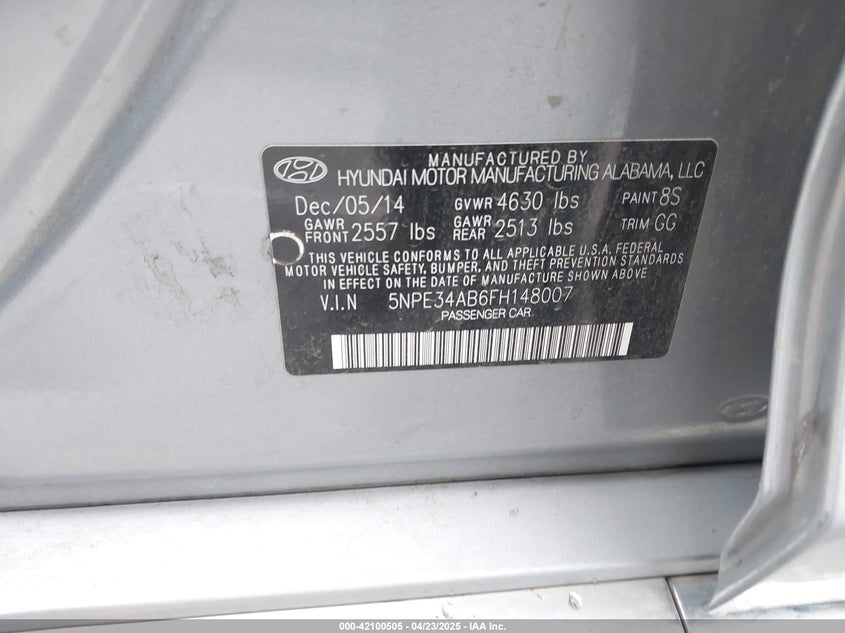 MANUFACTURED BY
HYUNDAI MOTOR MANUFACTURING ALABAMA, LLC
Dec/05/14 GVWR 4630 lbs PAINT 8S
GAWR FRONT 2557 lbs GAWR REAR 2513 lbs TRIM GG
THIS VEHICLE CONFORMS TO ALL APPLICABLE U.S.A. FEDERAL
MOTOR VEHICLE SAFETY, BUMPER, AND THEFT PREVENTION STANDARDS
IN EFFECT ON THE DATE OF MANUFACTURE SHOWN ABOVE
V.I.N 5NPE34AB6FH148007
PASSENGER CAR
000-42100505 - 04/23/2025 - IAA, Inc.